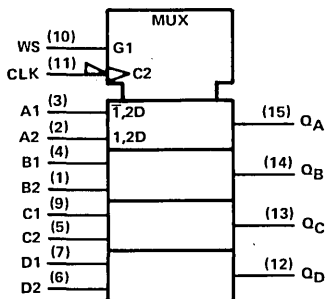 MUX
WS (10) G1
CLK (11) C2
A1 (3) 1̅,2D (15) QA
A2 (2) 1,2D
B1 (4) (14) QB
B2 (1)
C1 (9) (13) QC
C2 (5)
D1 (7) (12) QD
D2 (6)